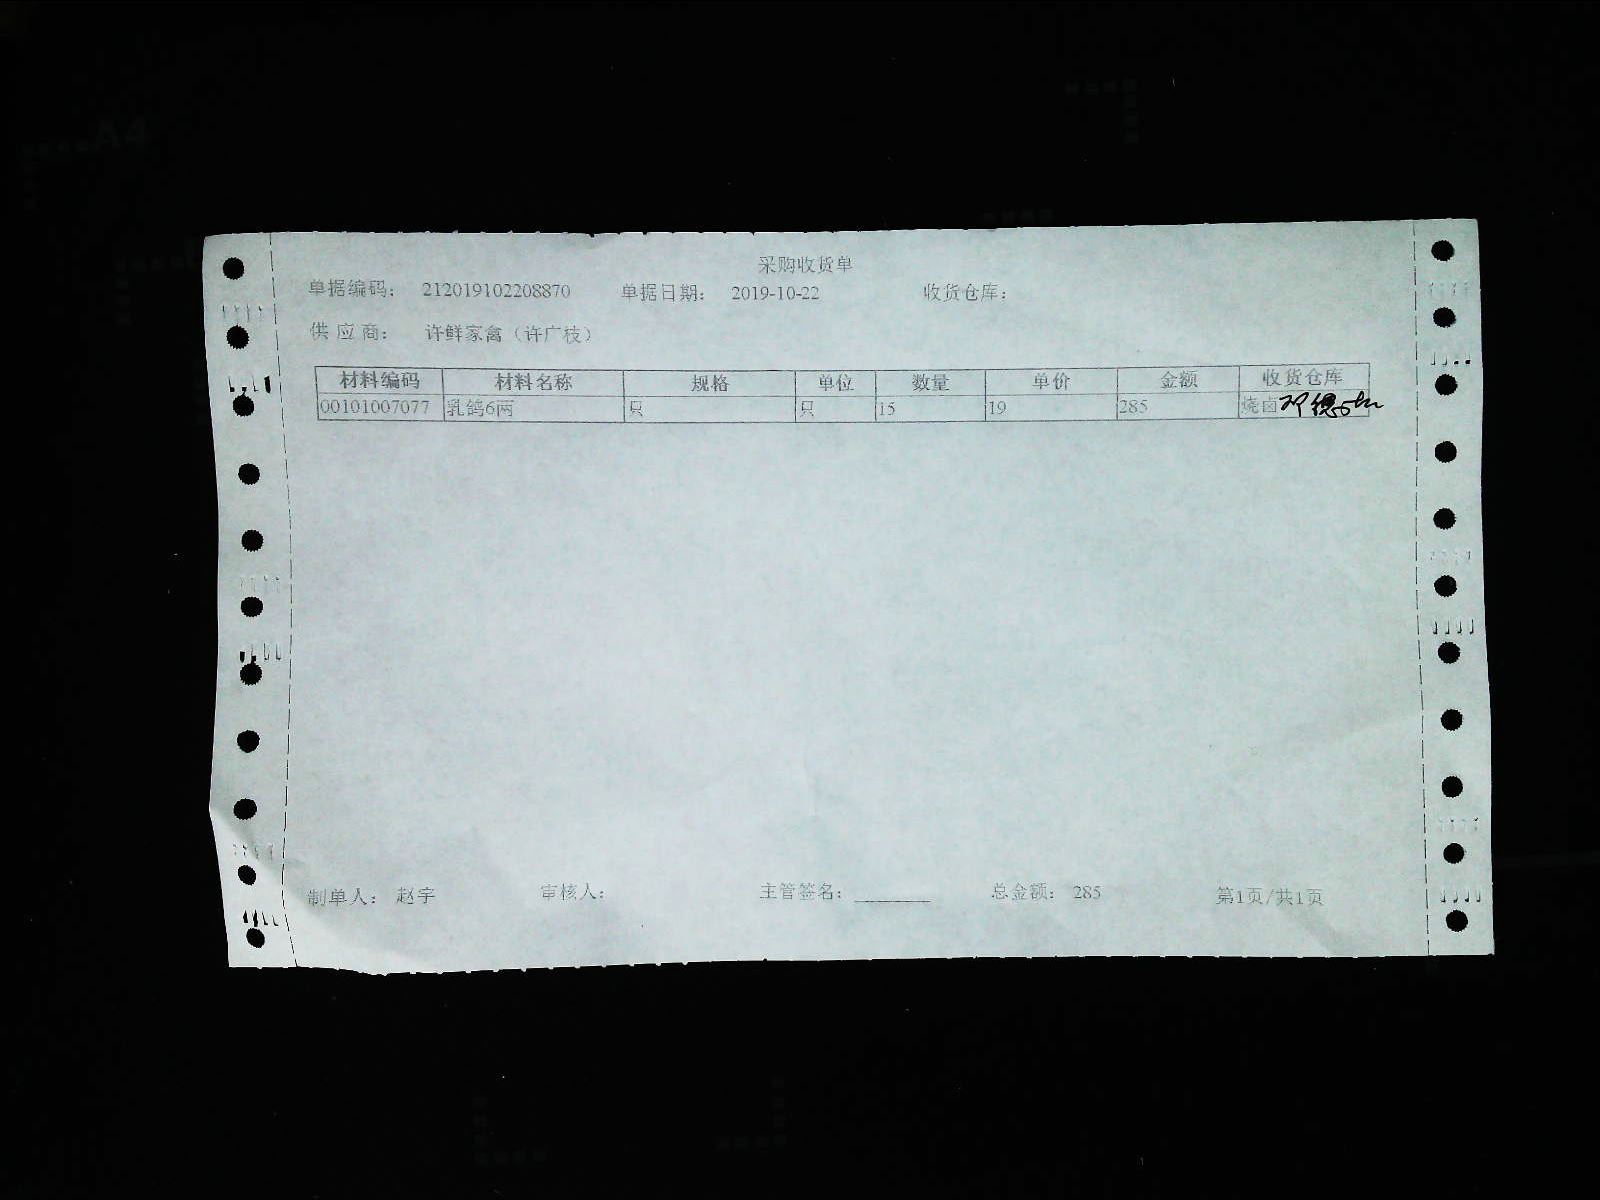 采购收货单
单据编码： 212019102208870 单据日期： 2019-10-22 收货仓库：
供应商： 许鲜家禽（许广枝）
材料编码 材料名称 规格 单位 数量 单价 金额 收货仓库
00101007077 乳鸽6两 只 只 15 19 285 烧卤
制单人： 赵宇 审核人： 主管签名： 总金额： 285 第1页/共1页